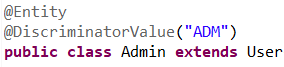 @Entity
@DiscriminatorValue("ADM")
public class Admin extends User